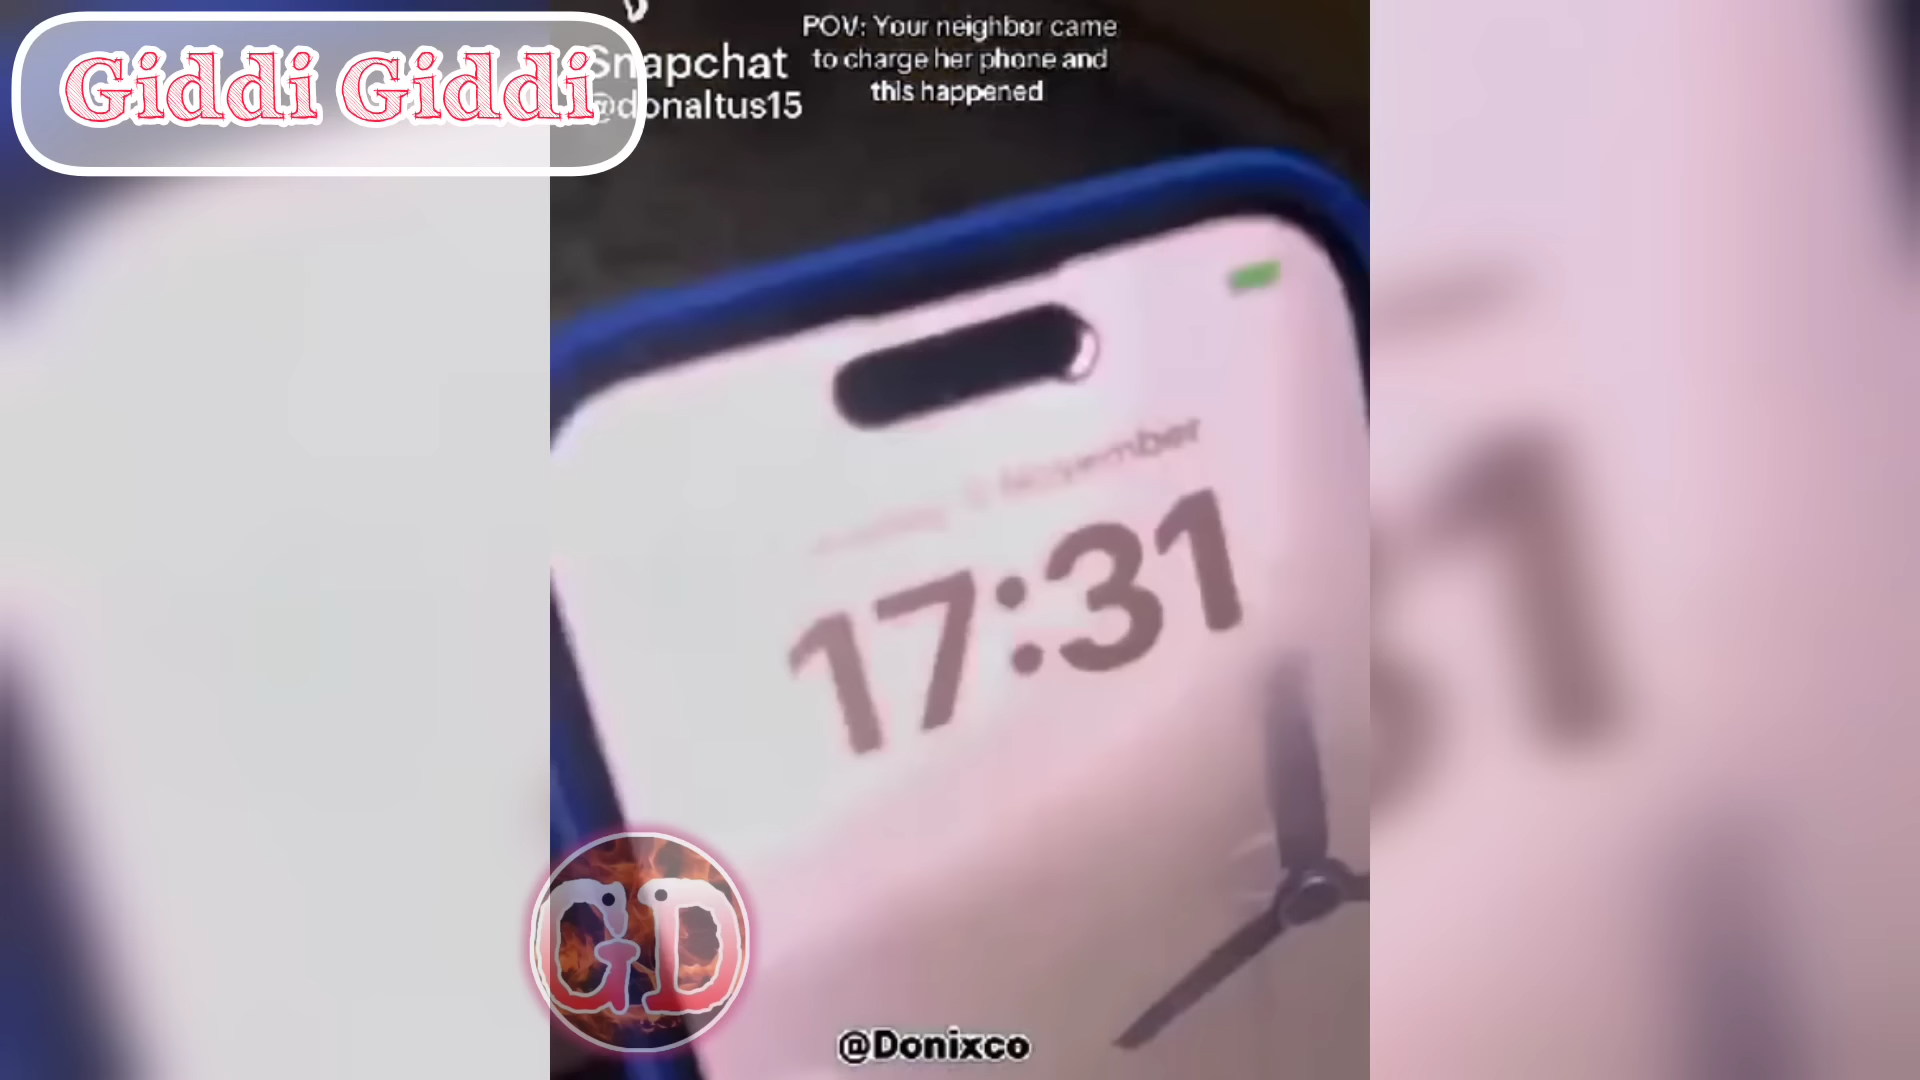 Giddi Giddi
Snapchat
@donaltus15
POV: Your neighbor came
to charge her phone and
this happened
November
17:31
GD
@Donixco